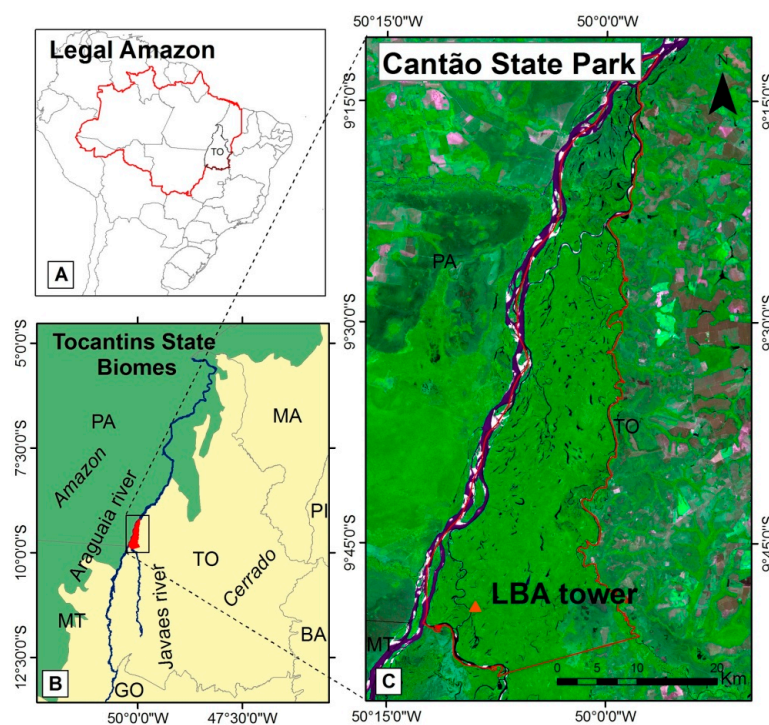 Legal Amazon
TO
A
Tocantins State
Biomes
5°0'0"S
7°30'0"S
10°0'0"S
12°30'0"S
PA
MA
Amazon
Araguaia river
PI
TO
Cerrado
MT
Javaes river
BA
GO
B
50°0'0"W
47°30'0"W
50°15'0"W
50°0'0"W
Cantão State Park
N
9°15'0"S
9°15'0"S
PA
9°30'0"S
9°30'0"S
TO
9°45'0"S
9°45'0"S
LBA tower
MT
0 5 10 20
Km
C
50°15'0"W
50°0'0"W